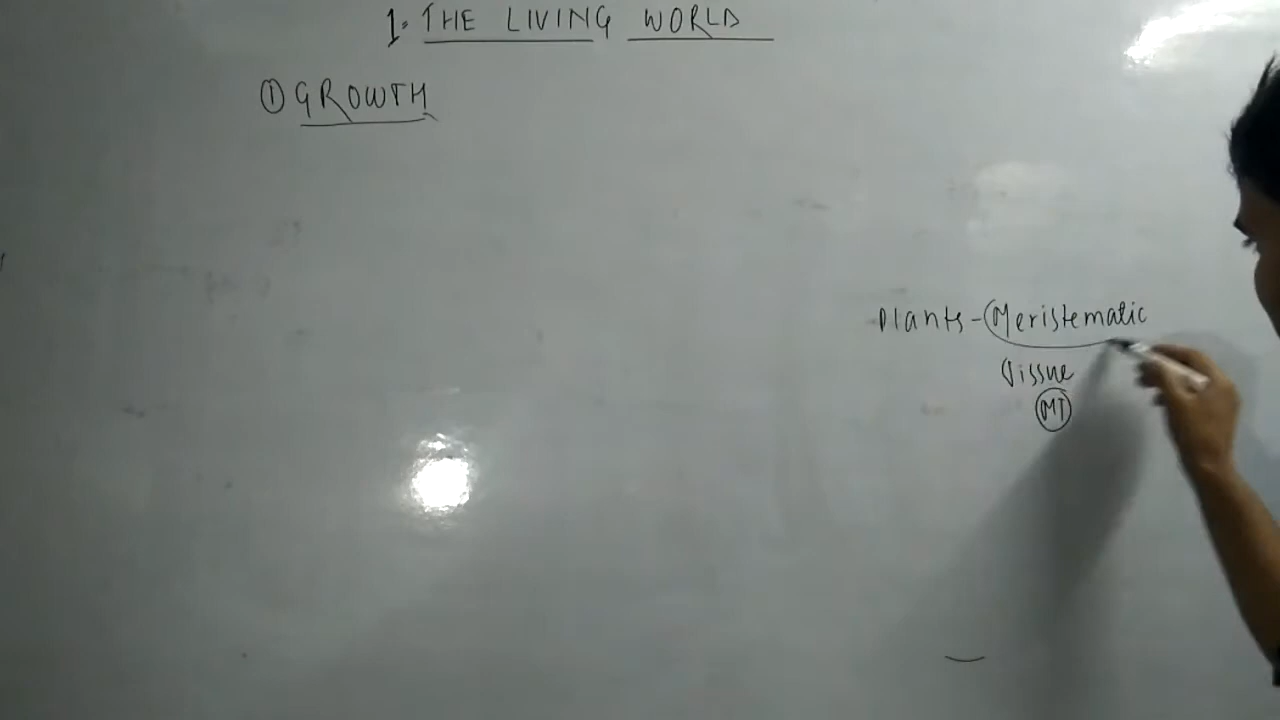 1. THE LIVING WORLD
① GROWTH
Plants - Meristematic
Tissue
MT